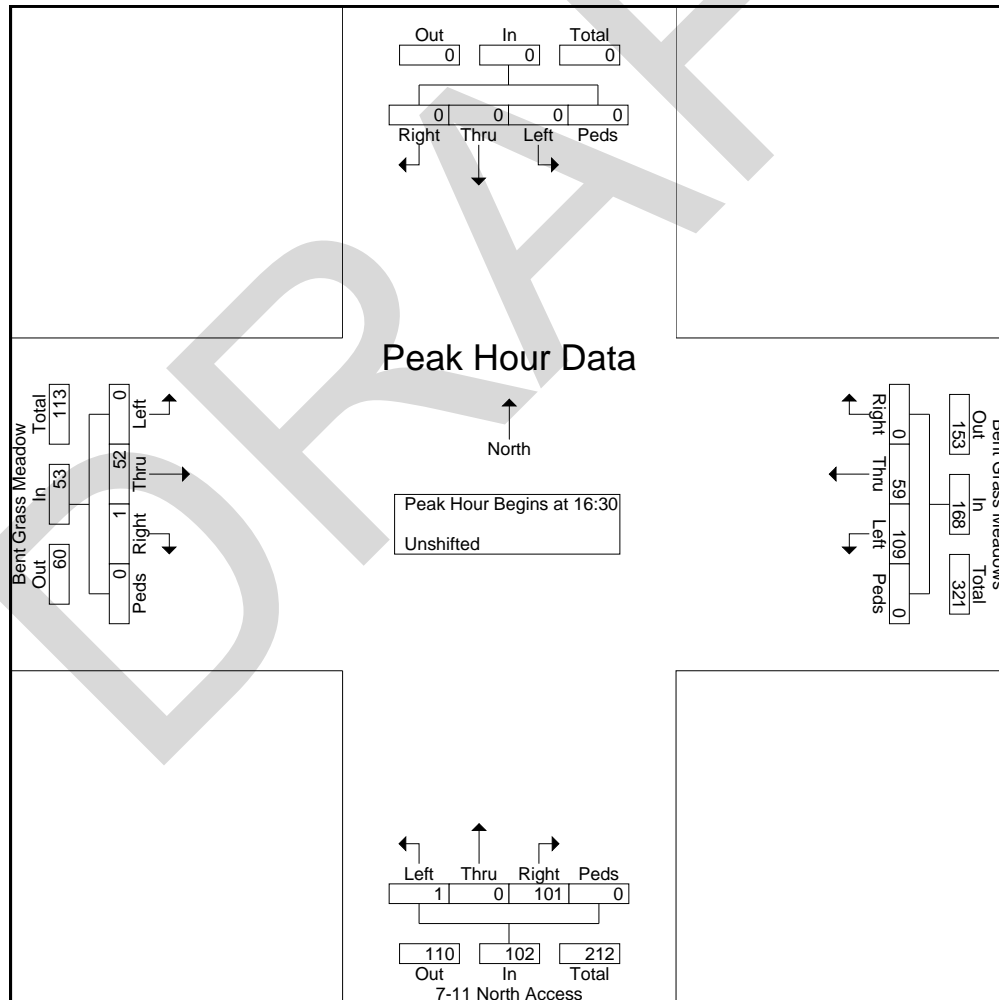 Out In Total
0 0 0
0 0 0 0
Right Thru Left Peds
Peak Hour Data
North
Peak Hour Begins at 16:30
Unshifted
Bent Grass Meadow
Out In Total
60 53 113
0 52 1 0
Left Thru Right Peds
Bent Grass Meadows
Out In Total
153 168 321
0 59 109 0
Right Thru Left Peds
Left Thru Right Peds
1 0 101 0
110 102 212
Out In Total
7-11 North Access